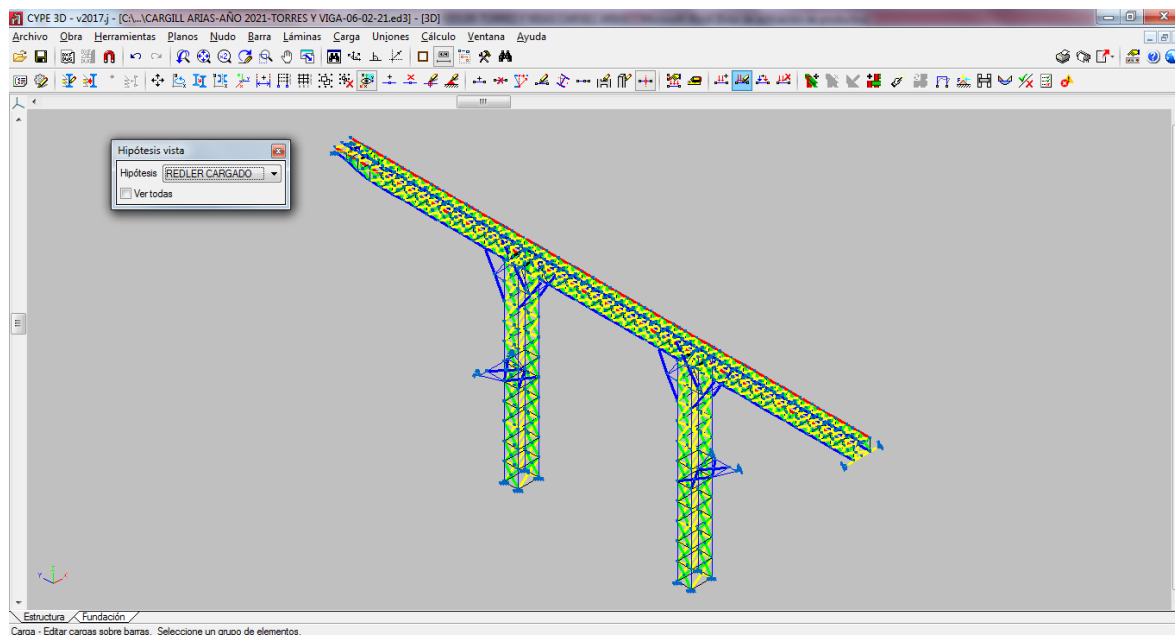 CYPE 3D - v2017.j - [C:\...\CARGILL ARIAS-AÑO 2021-TORRES Y VIGA-06-02-21.ed3] - [3D]
Archivo Obra Herramientas Planos Nudo Barra Láminas Carga Uniones Cálculo Ventana Ayuda
Hipótesis vista
Hipótesis REDLER CARGADO
Ver todas
Z
Y X
Estructura Fundación
Carga - Editar cargas sobre barras. Seleccione un grupo de elementos.